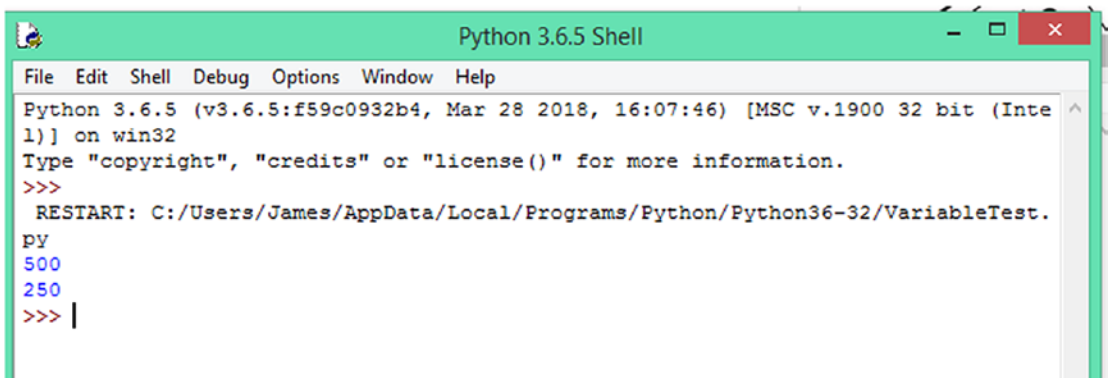 Python 3.6.5 Shell
File Edit Shell Debug Options Window Help
Python 3.6.5 (v3.6.5:f59c0932b4, Mar 28 2018, 16:07:46) [MSC v.1900 32 bit (Inte
l)] on win32
Type "copyright", "credits" or "license()" for more information.
>>>
RESTART: C:/Users/James/AppData/Local/Programs/Python/Python36-32/VariableTest.
py
500
250
>>>